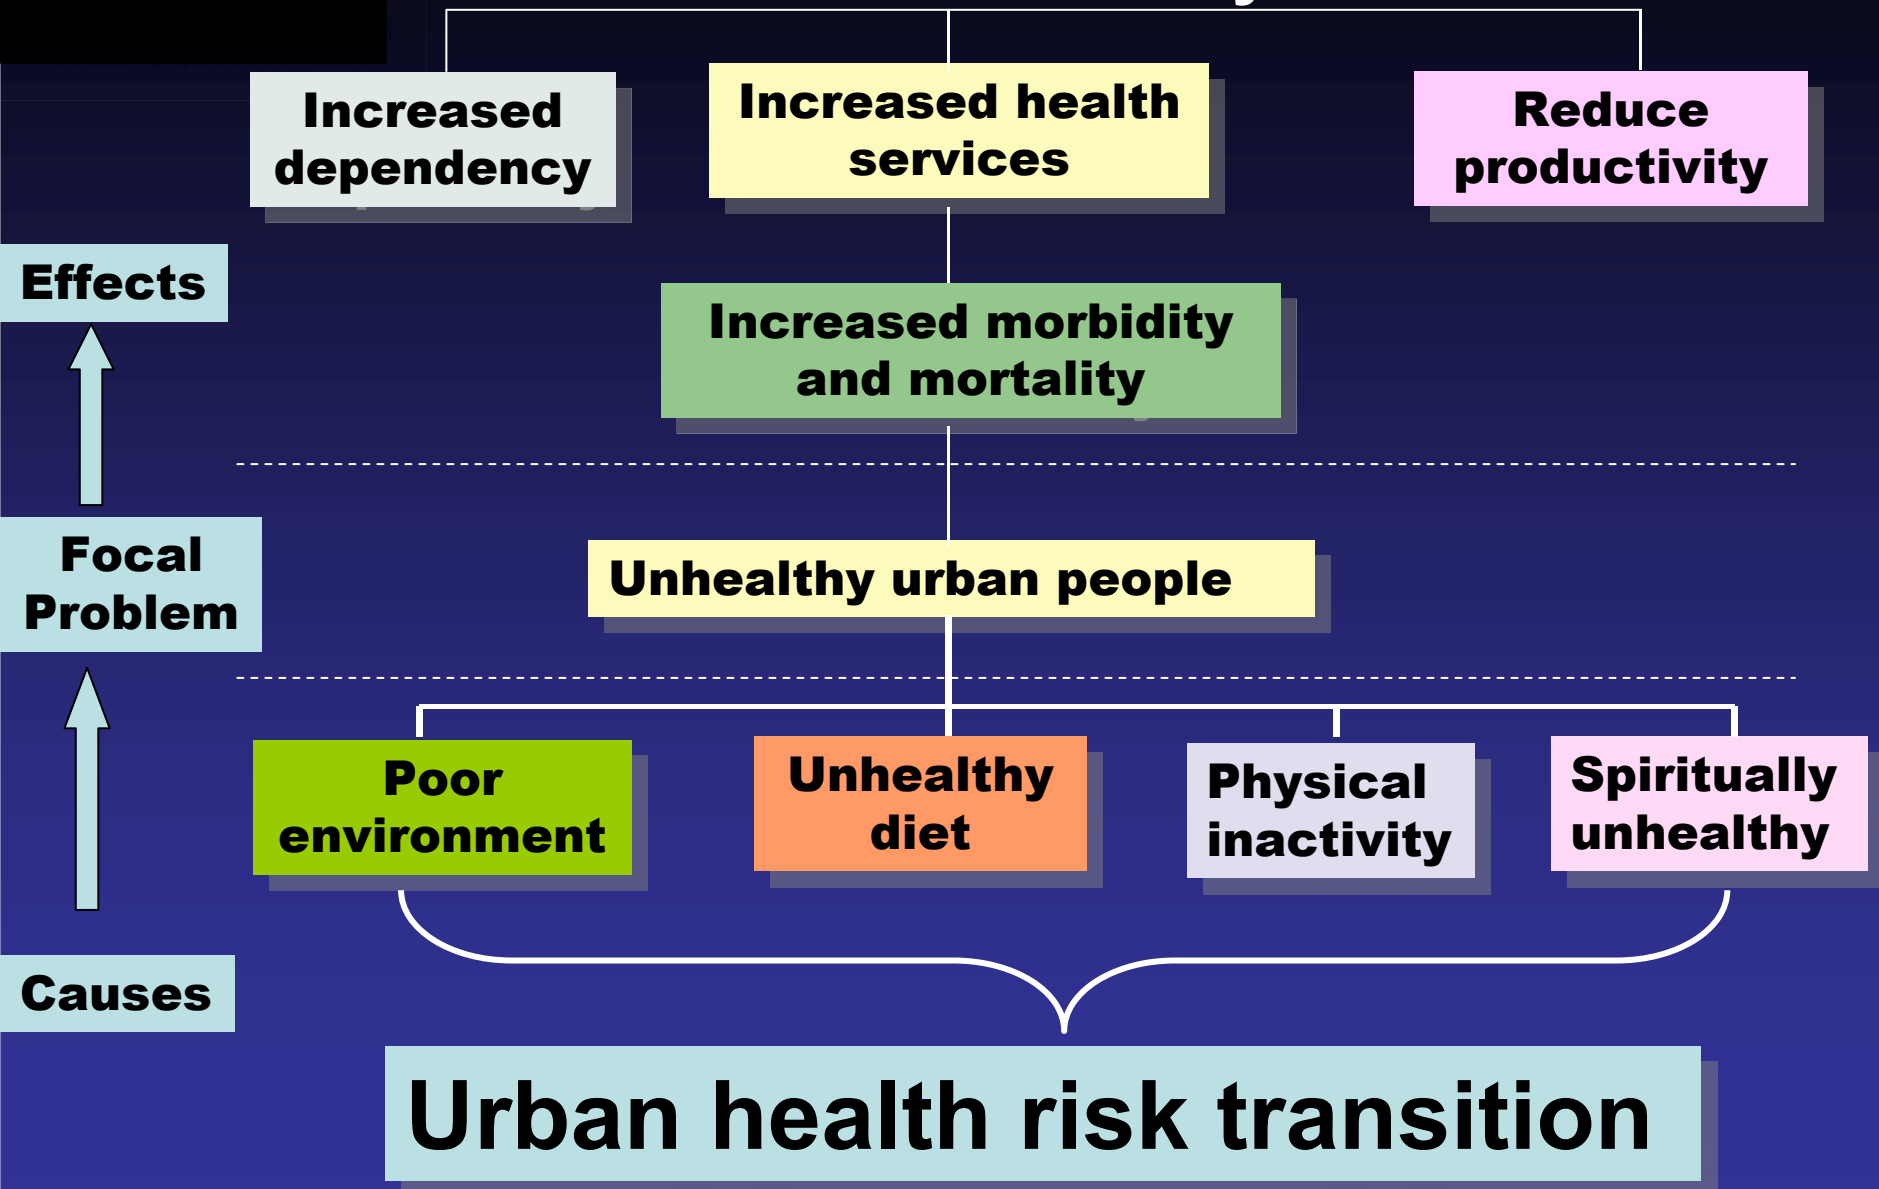 Increased
dependency
Increased health
services
Reduce
productivity
Effects
Increased morbidity
and mortality
Focal
Problem
Unhealthy urban people
Poor
environment
Unhealthy
diet
Physical
inactivity
Spiritually
unhealthy
Causes
Urban health risk transition